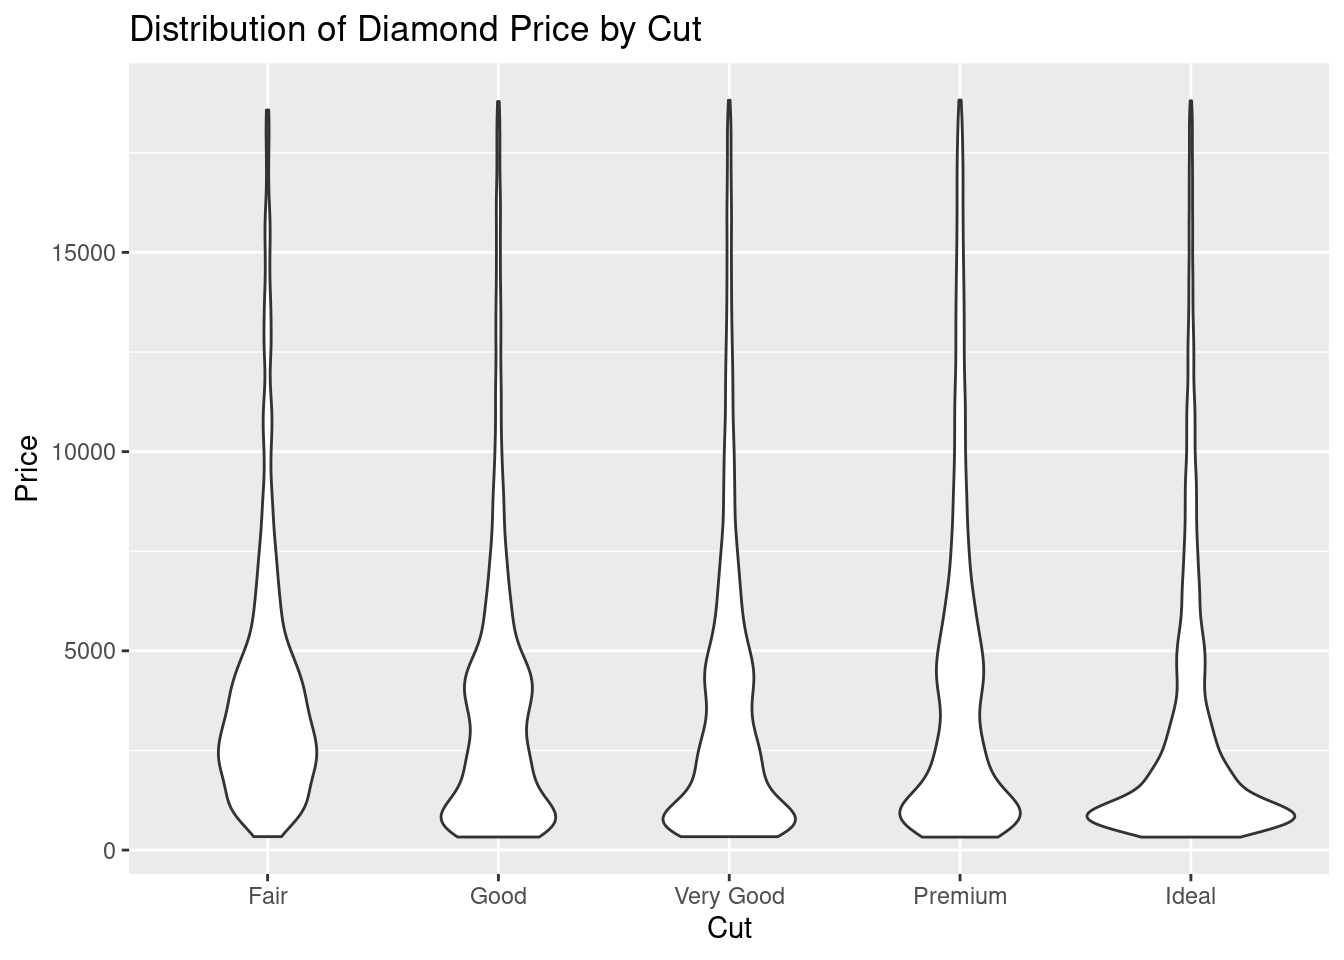 Distribution of Diamond Price by Cut
15000
10000
5000
0
Price
Fair
Good
Very Good
Premium
Ideal
Cut